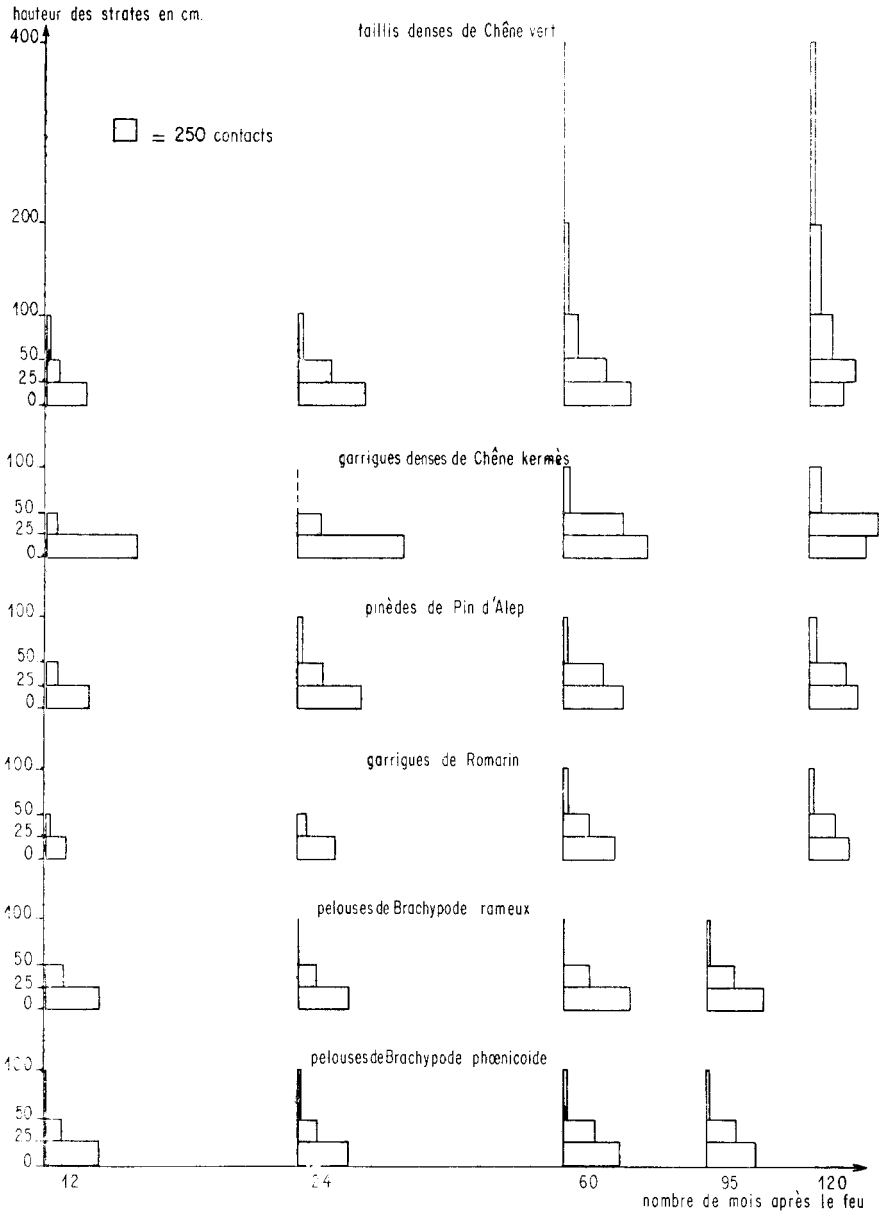 hauteur des strates en cm.
400
taillis denses de Chêne vert
= 250 contacts
200
100
50
25
0
garrigues denses de Chêne kermès
100
50
25
0
pinèdes de Pin d'Alep
100
50
25
0
garrigues de Romarin
100
50
25
0
pelouses de Brachypode rameux
100
50
25
0
pelouses de Brachypode phœnicoide
100
50
25
0
12 24 60 95 120
nombre de mois après le feu